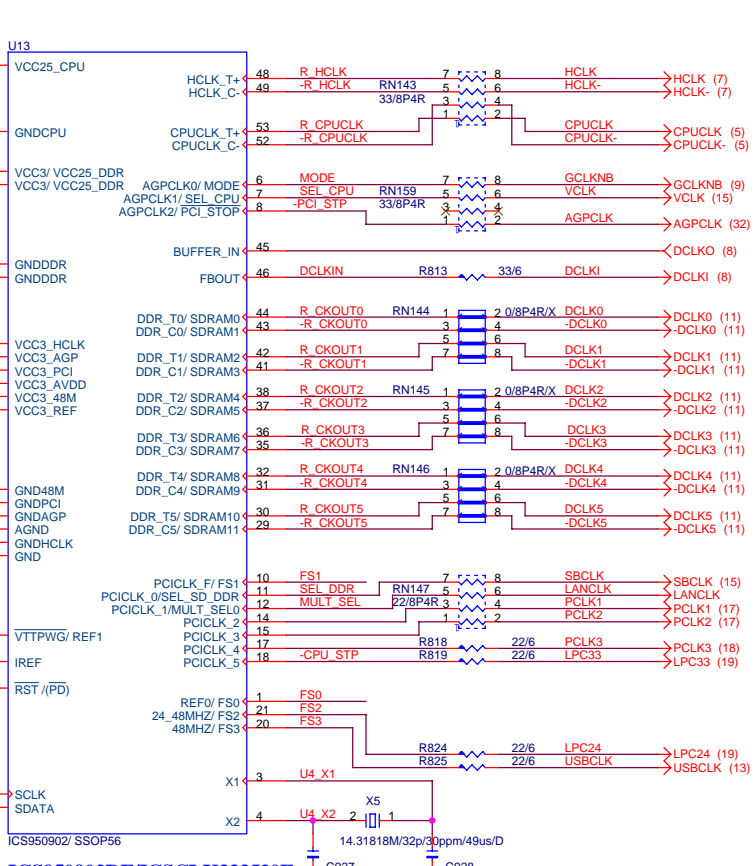 U13
VCC25_CPU
HCLK_T+ 48 R_HCLK 7 8 HCLK HCLK (7)
HCLK_C- 49 -R_HCLK RN143 5 6 HCLK- HCLK- (7)
33/8P4R 3 4
CPUCLK_T+ 53 R_CPUCLK 1 2 CPUCLK CPUCLK (5)
GNDCPU
CPUCLK_C- 52 -R_CPUCLK CPUCLK- CPUCLK- (5)
VCC3/ VCC25_DDR
VCC3/ VCC25_DDR AGPCLK0/ MODE 6 MODE 7 8 GCLKNB GCLKNB (9)
AGPCLK1/ SEL_CPU 7 SEL_CPU RN159 5 6 VCLK VCLK (15)
AGPCLK2/ PCI_STOP 8 -PCI_STP 33/8P4R 3 4
1 2 AGPCLK AGPCLK (32)
BUFFER_IN 45 DCLKO (8)
GNDDDR
GNDDDR FBOUT 46 DCLKIN R813 33/6 DCLKI DCLKI (8)
DDR_T0/ SDRAM0 44 R_CKOUT0 RN144 1 2 0/8P4R/X DCLK0 DCLK0 (11)
DDR_C0/ SDRAM1 43 -R_CKOUT0 3 4 -DCLK0 -DCLK0 (11)
VCC3_HCLK 5 6
VCC3_AGP DDR_T1/ SDRAM2 42 R_CKOUT1 7 8 DCLK1 DCLK1 (11)
VCC3_PCI DDR_C1/ SDRAM3 41 -R_CKOUT1 -DCLK1 -DCLK1 (11)
VCC3_AVDD
VCC3_48M DDR_T2/ SDRAM4 38 R_CKOUT2 RN145 1 2 0/8P4R/X DCLK2 DCLK2 (11)
VCC3_REF DDR_C2/ SDRAM5 37 -R_CKOUT2 3 4 -DCLK2 -DCLK2 (11)
5 6
DDR_T3/ SDRAM6 36 R_CKOUT3 7 8 DCLK3 DCLK3 (11)
DDR_C3/ SDRAM7 35 -R_CKOUT3 -DCLK3 -DCLK3 (11)
DDR_T4/ SDRAM8 32 R_CKOUT4 RN146 1 2 0/8P4R/X DCLK4 DCLK4 (11)
GND48M DDR_C4/ SDRAM9 31 -R_CKOUT4 3 4 -DCLK4 -DCLK4 (11)
GNDPCI 5 6
GNDAGP DDR_T5/ SDRAM10 30 R_CKOUT5 7 8 DCLK5 DCLK5 (11)
AGND DDR_C5/ SDRAM11 29 -R_CKOUT5 -DCLK5 -DCLK5 (11)
GNDHCLK
GND
PCICLK_F/ FS1 10 FS1 7 8 SBCLK SBCLK (15)
PCICLK_0/SEL_SD_DDR 11 SEL_DDR RN147 5 6 LANCLK LANCLK
PCICLK_1/MULT_SEL0 12 MULT_SEL 22/8P4R 3 4 PCLK1 PCLK1 (17)
PCICLK_2 14 1 2 PCLK2 PCLK2 (17)
VTTPWG/ REF1 PCICLK_3 15
PCICLK_4 17 R818 22/6 PCLK3 PCLK3 (18)
IREF PCICLK_5 18 -CPU_STP R819 22/6 LPC33 LPC33 (19)
RST /(PD)
REF0/ FS0 1 FS0
24_48MHZ/ FS2 21 FS2
48MHZ/ FS3 20 FS3
R824 22/6 LPC24 LPC24 (19)
R825 22/6 USBCLK USBCLK (13)
X1 3 U4_X1
SCLK
SDATA X5
X2 4 U4_X2 2 1
ICS950902/ SSOP56 14.31818M/32p/30ppm/49us/D